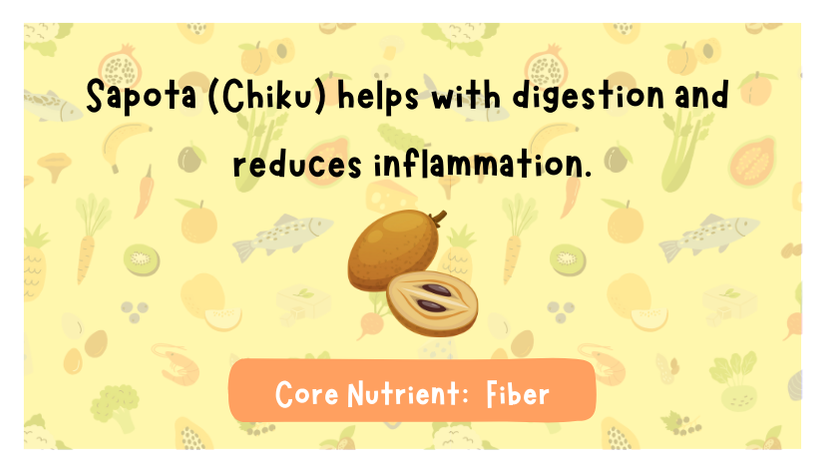 Sapota (Chiku) helps with digestion and
reduces inflammation.
Core Nutrient: Fiber